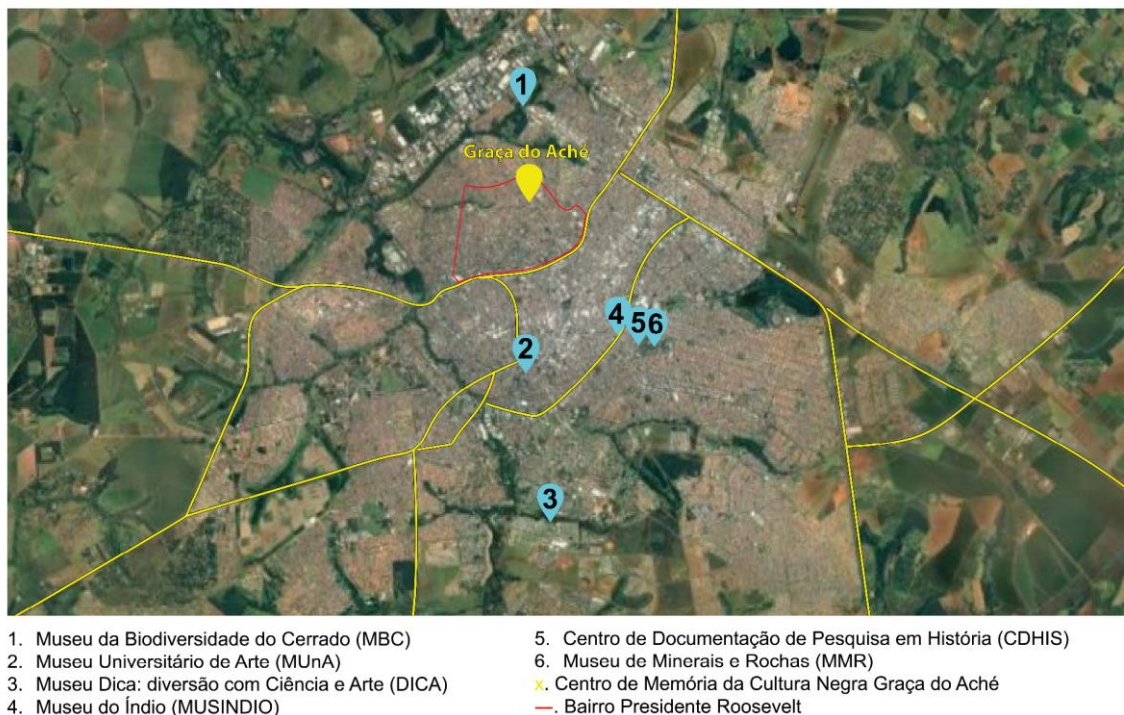 1
Graça do Aché
4
5
6
2
3
1. Museu da Biodiversidade do Cerrado (MBC)
2. Museu Universitário de Arte (MUnA)
3. Museu Dica: diversão com Ciência e Arte (DICA)
4. Museu do Índio (MUSINDIO)
5. Centro de Documentação de Pesquisa em História (CDHIS)
6. Museu de Minerais e Rochas (MMR)
x. Centro de Memória da Cultura Negra Graça do Aché
—. Bairro Presidente Roosevelt